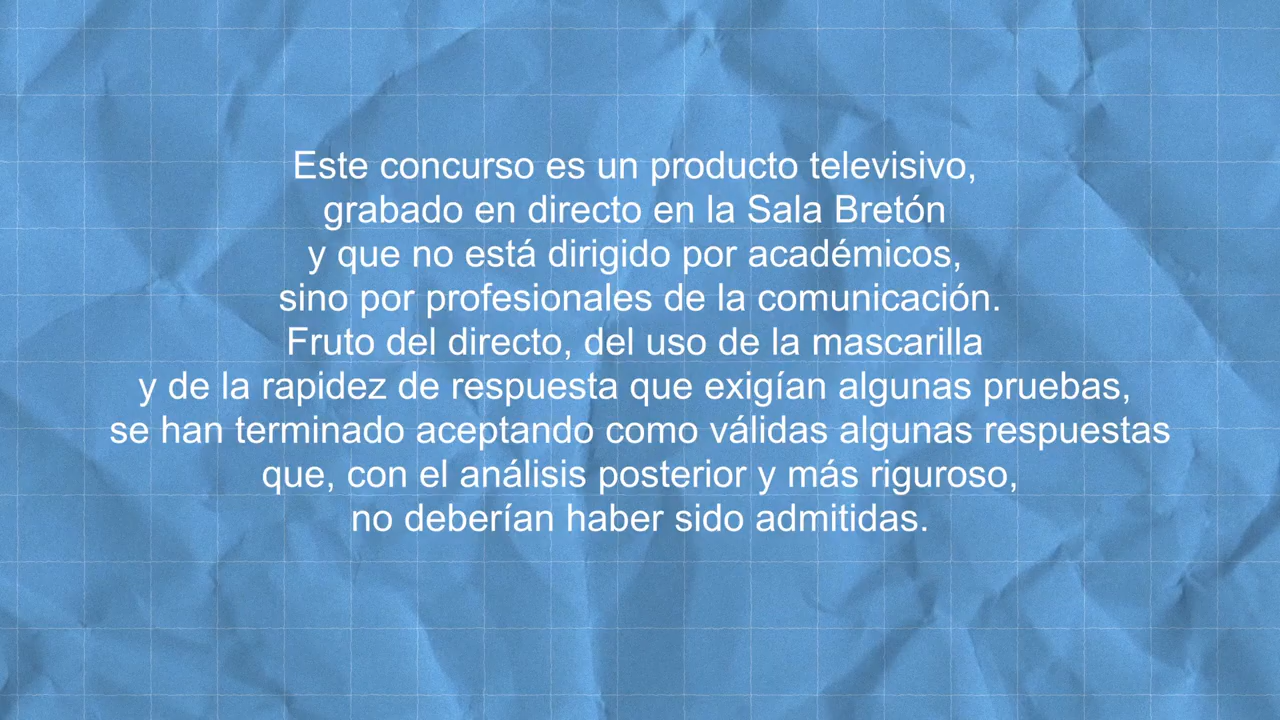 Este concurso es un producto televisivo,
grabado en directo en la Sala Bretón
y que no está dirigido por académicos,
sino por profesionales de la comunicación.
Fruto del directo, del uso de la mascarilla
y de la rapidez de respuesta que exigían algunas pruebas,
se han terminado aceptando como válidas algunas respuestas
que, con el análisis posterior y más riguroso,
no deberían haber sido admitidas.